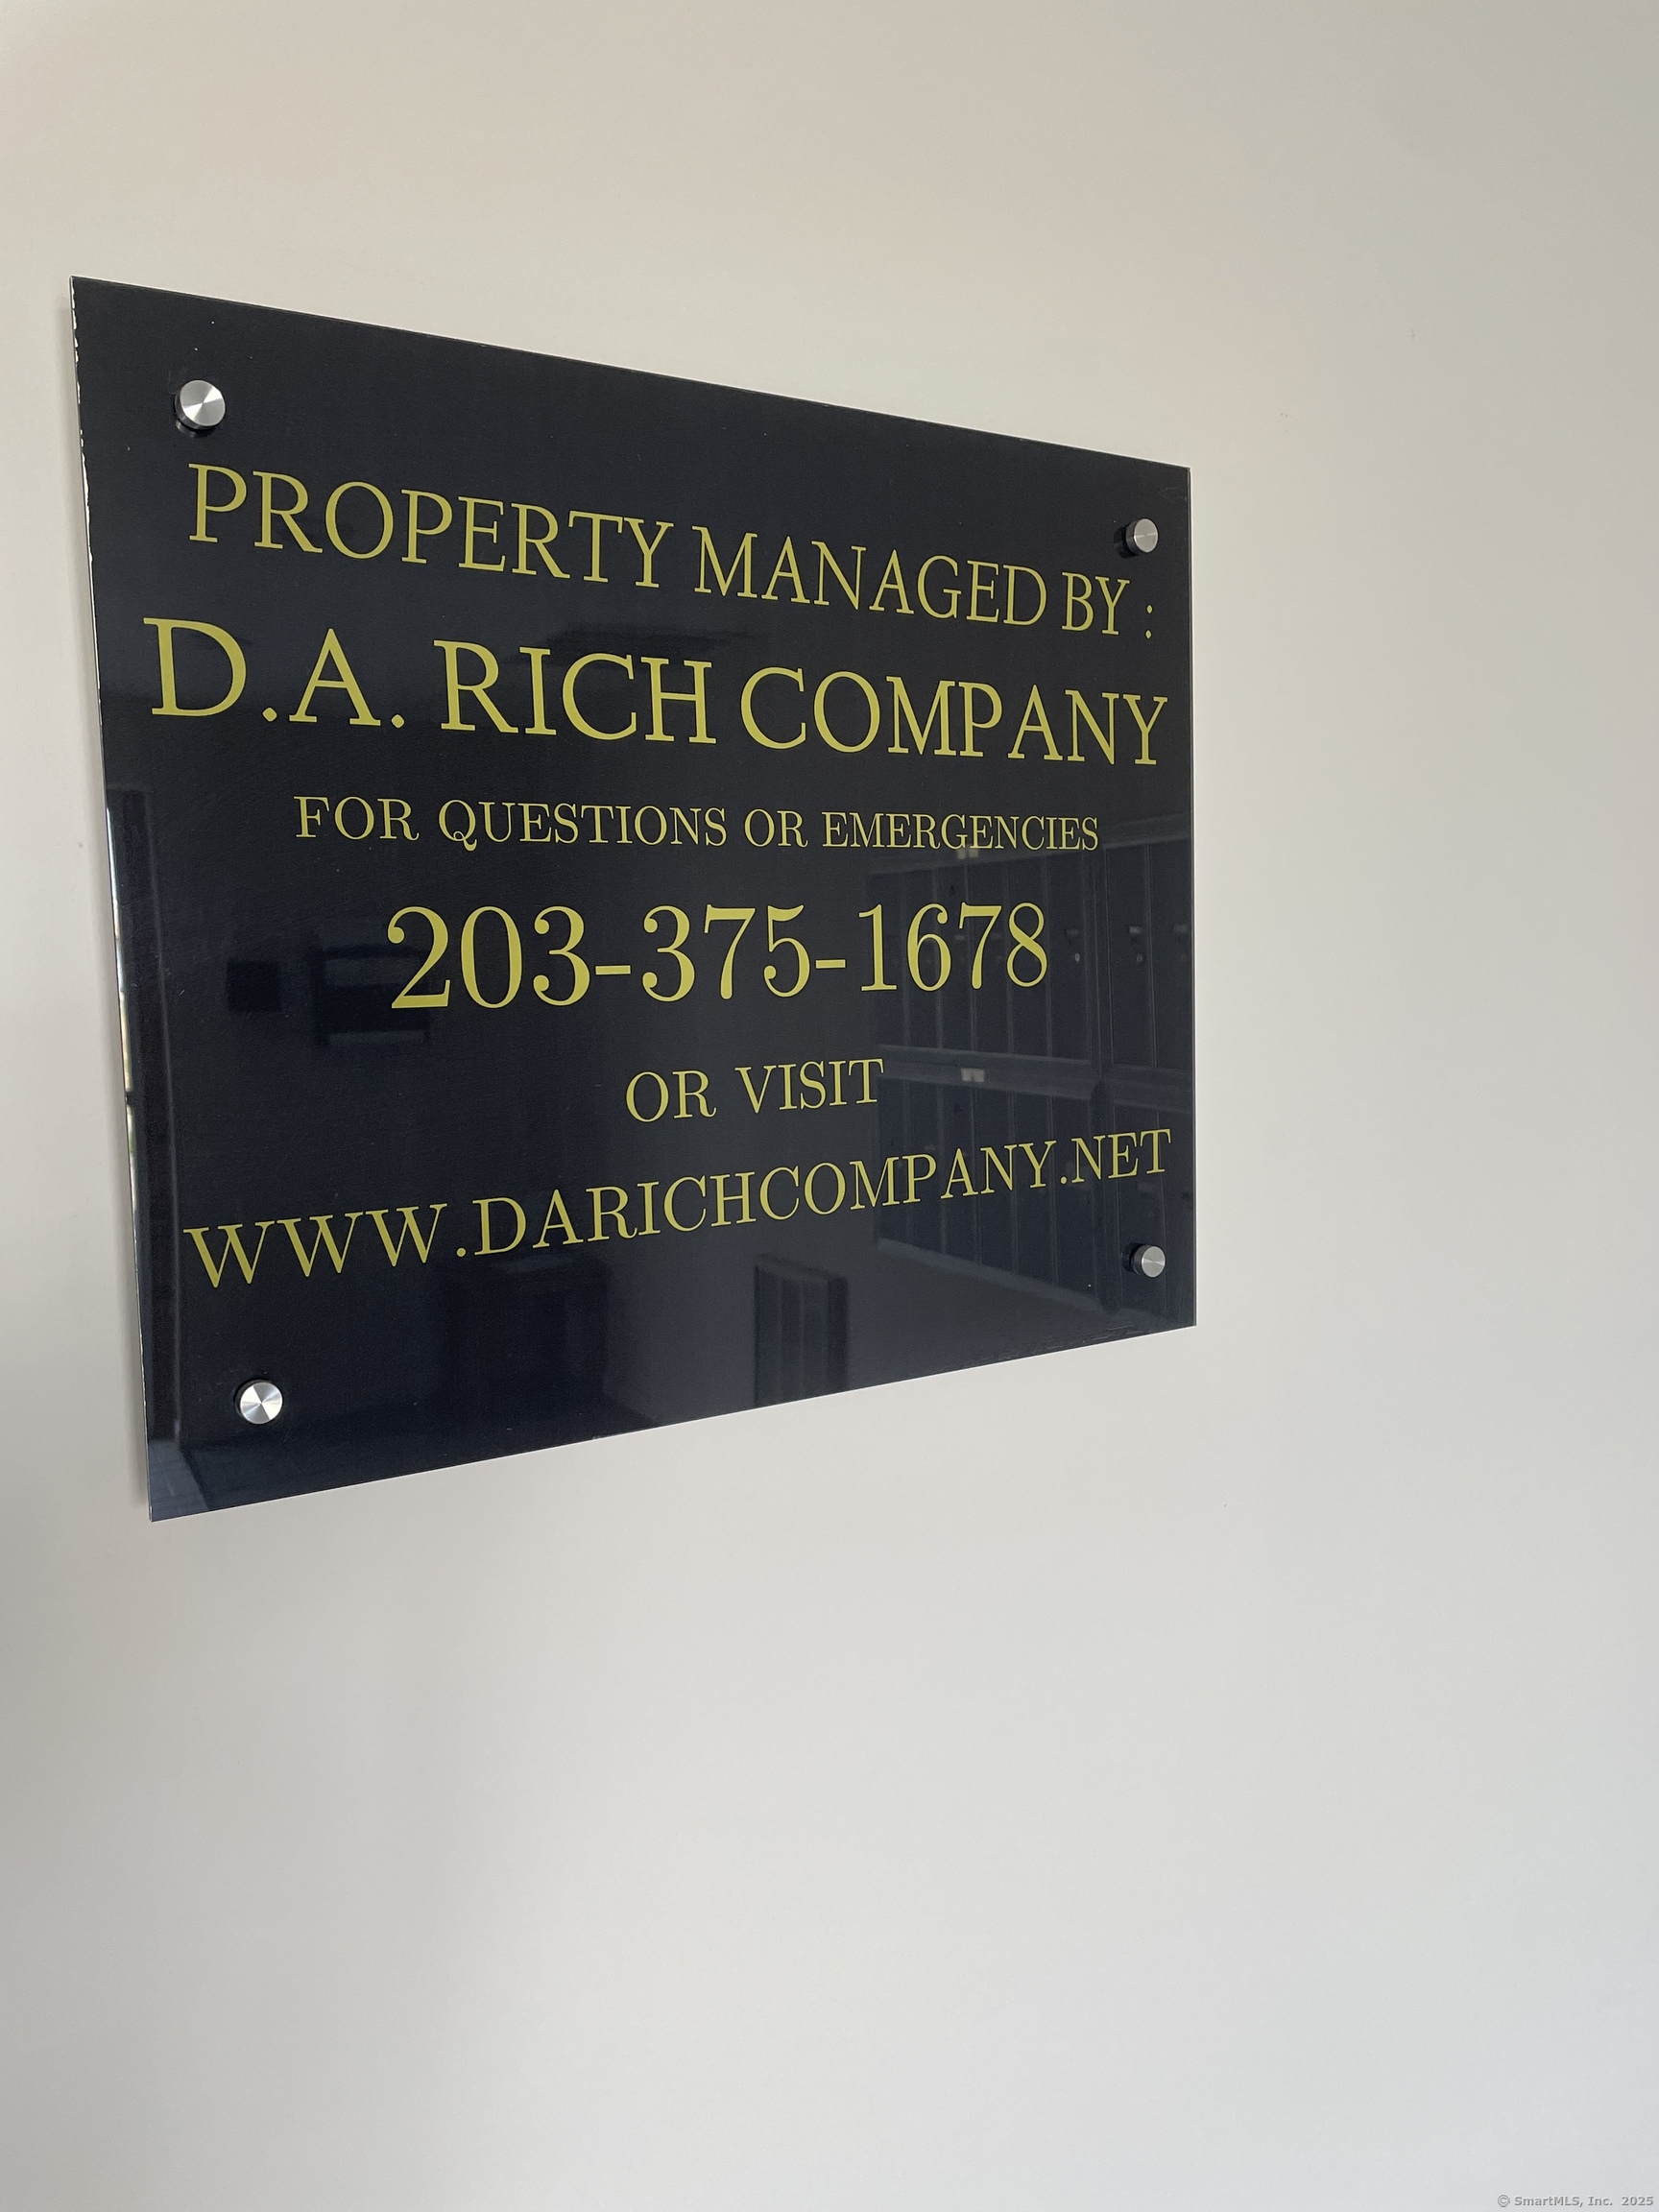 PROPERTY MANAGED BY :
D.A. RICH COMPANY
FOR QUESTIONS OR EMERGENCIES
203-375-1678
OR VISIT
WWW.DARICHCOMPANY.NET
© SmartMLS, Inc. 2025